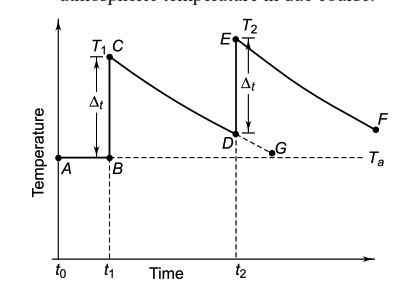 atmospheric temperature in due course.
T₁ C
E T₂
Δt
Δt
F
D
G
A
B
Tₐ
Temperature
t₀
t₁
Time
t₂